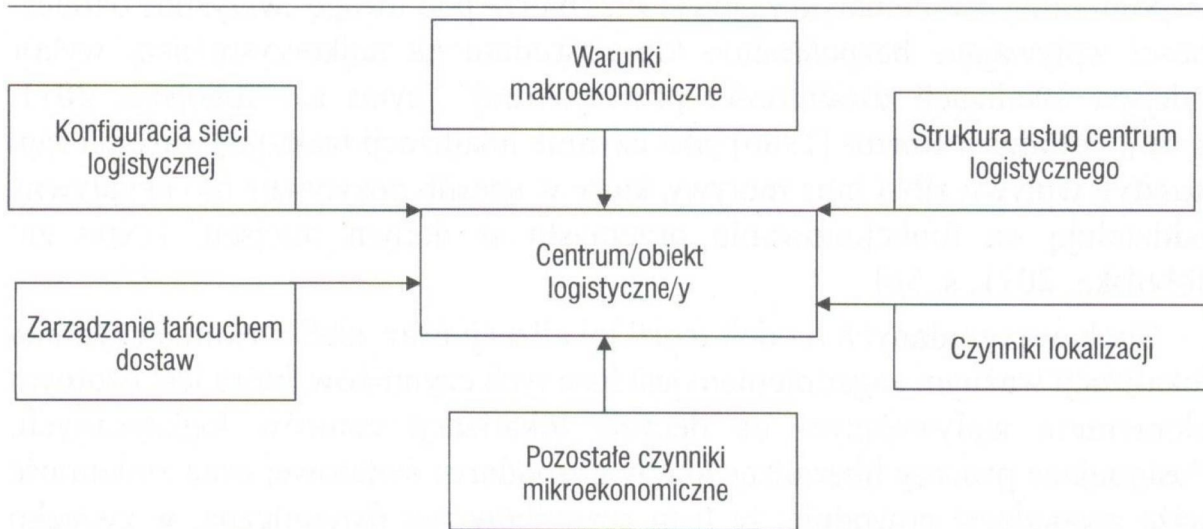 Warunki
makroekonomiczne
Konfiguracja sieci
logistycznej
Struktura usług centrum
logistycznego
Centrum/obiekt
logistyczne/y
Zarządzanie łańcuchem
dostaw
Czynniki lokalizacji
Pozostałe czynniki
mikroekonomiczne